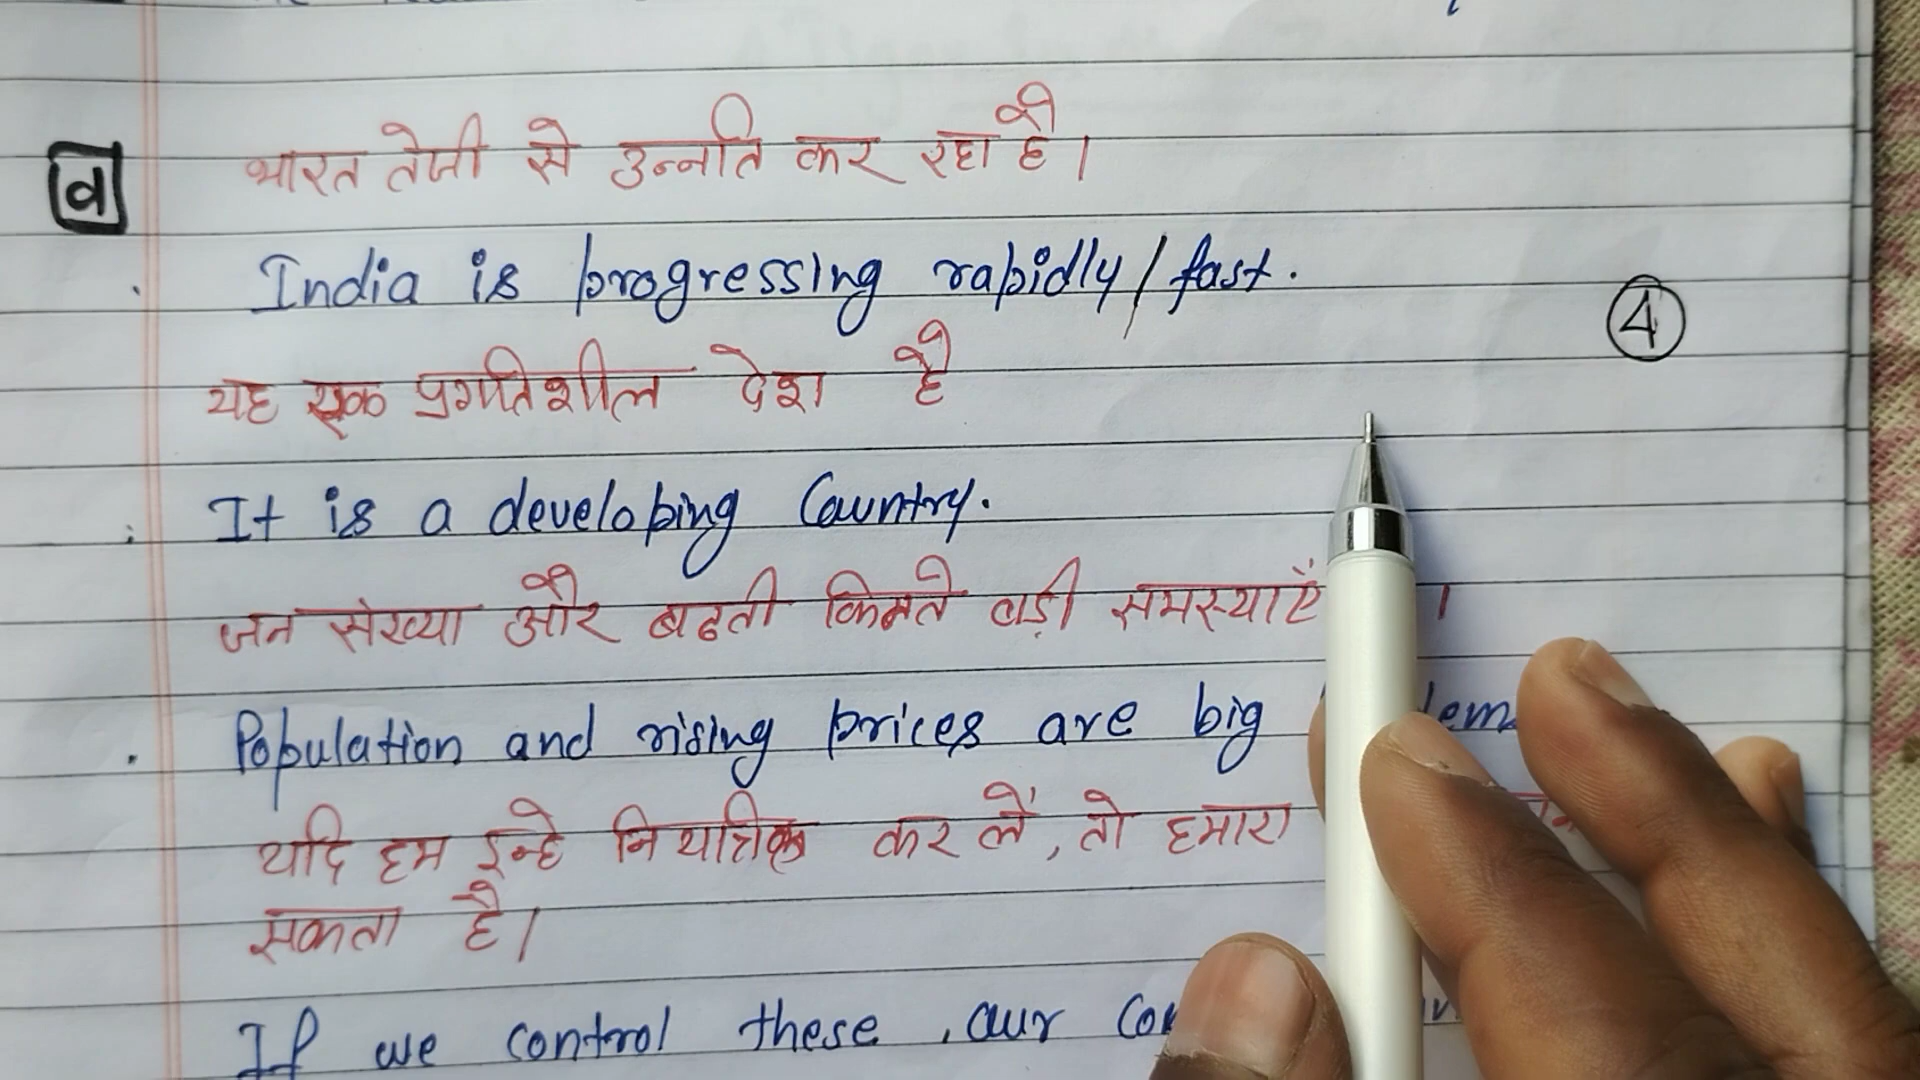 व
भारत तेजी से उन्नति कर रहा है।
India is progressing rapidly/fast.
4
यह एक प्रगतिशील देश है
It is a developing Country.
जन संख्या और बढती किमते बड़ी समस्याएँ ।
Population and rising prices are big
यदि हम इन्हे नियंत्रित कर लें, तो हमारा
सकता है।
If we control these , our